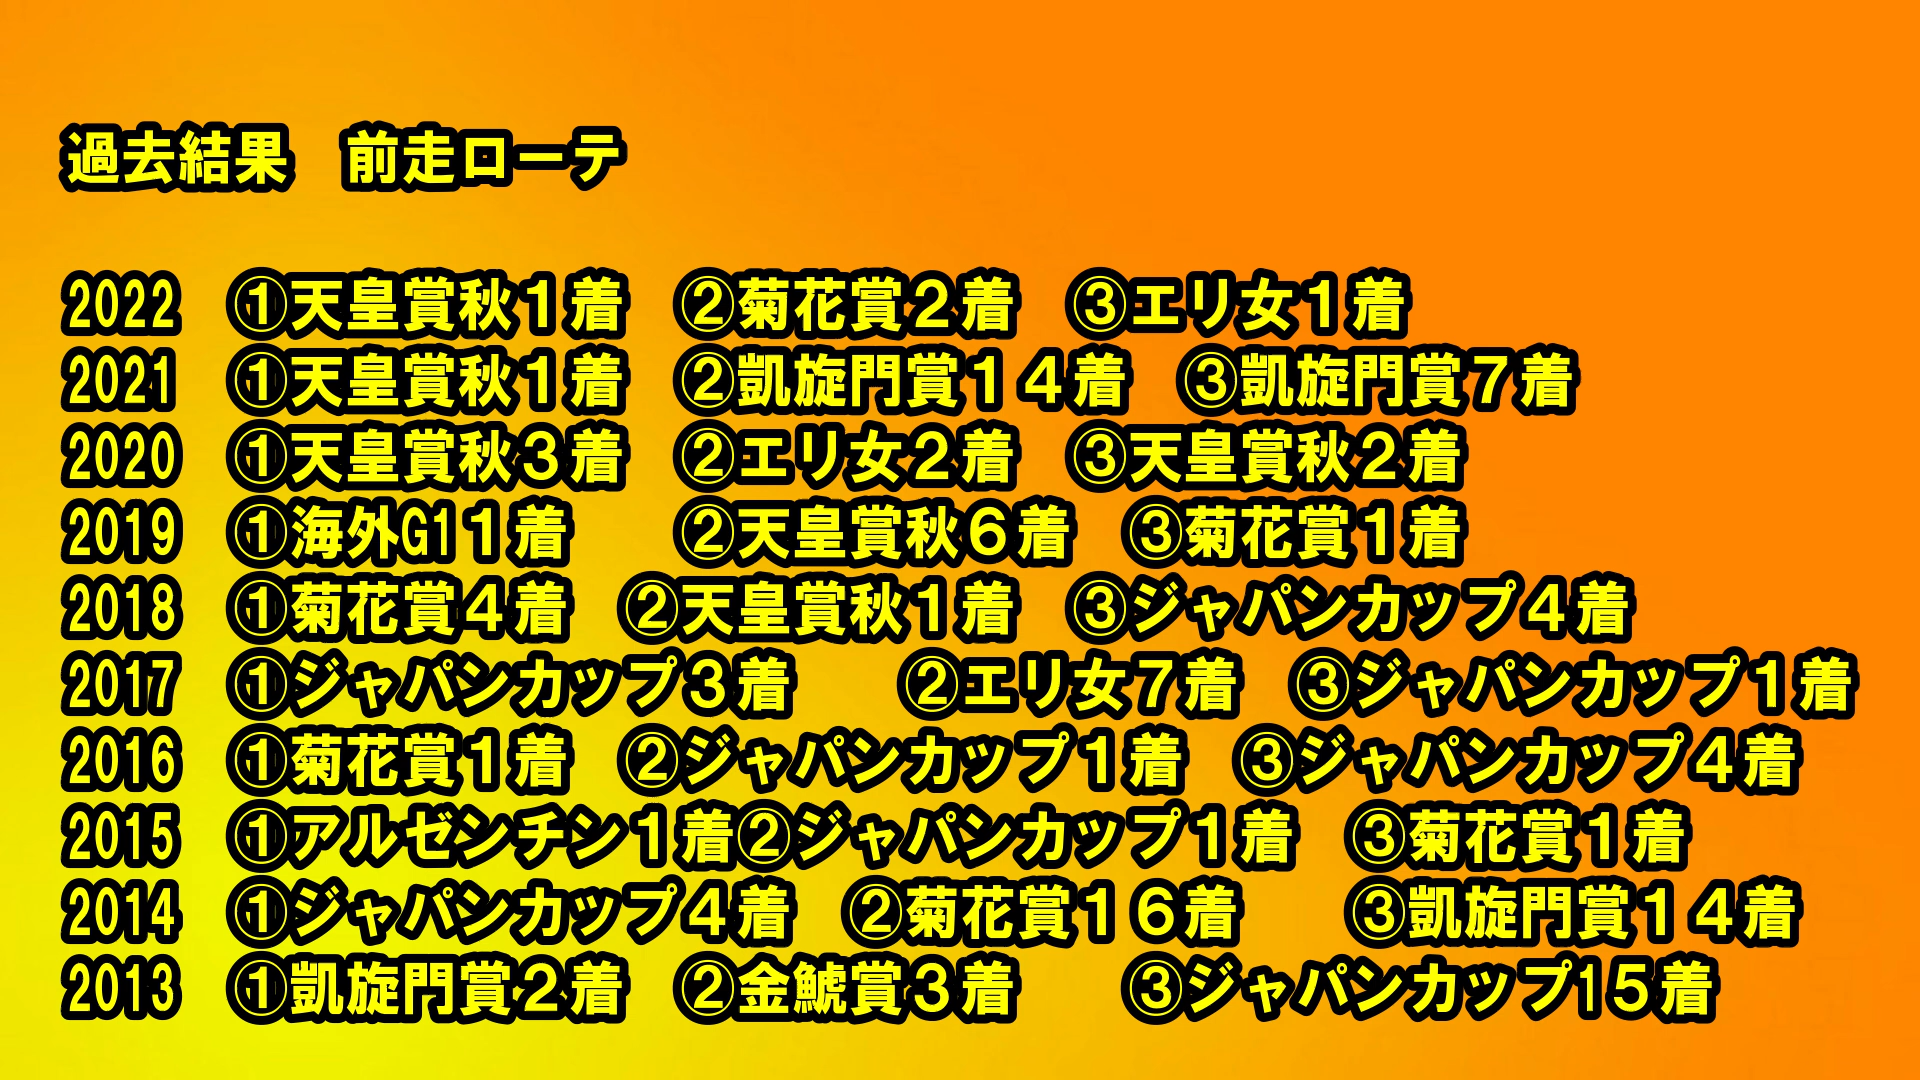 過去結果　前走ローテ
2022　①天皇賞秋１着　②菊花賞２着　③エリ女１着
2021　①天皇賞秋１着　②凱旋門賞１４着　③凱旋門賞７着
2020　①天皇賞秋３着　②エリ女２着　③天皇賞秋２着
2019　①海外G1１着　　②天皇賞秋６着　③菊花賞１着
2018　①菊花賞４着　②天皇賞秋１着　③ジャパンカップ４着
2017　①ジャパンカップ３着　　②エリ女７着　③ジャパンカップ１着
2016　①菊花賞１着　②ジャパンカップ１着　③ジャパンカップ４着
2015　①アルゼンチン１着②ジャパンカップ１着　③菊花賞１着
2014　①ジャパンカップ４着　②菊花賞１６着　　③凱旋門賞１４着
2013　①凱旋門賞２着　②金鯱賞３着　　③ジャパンカップ1５着